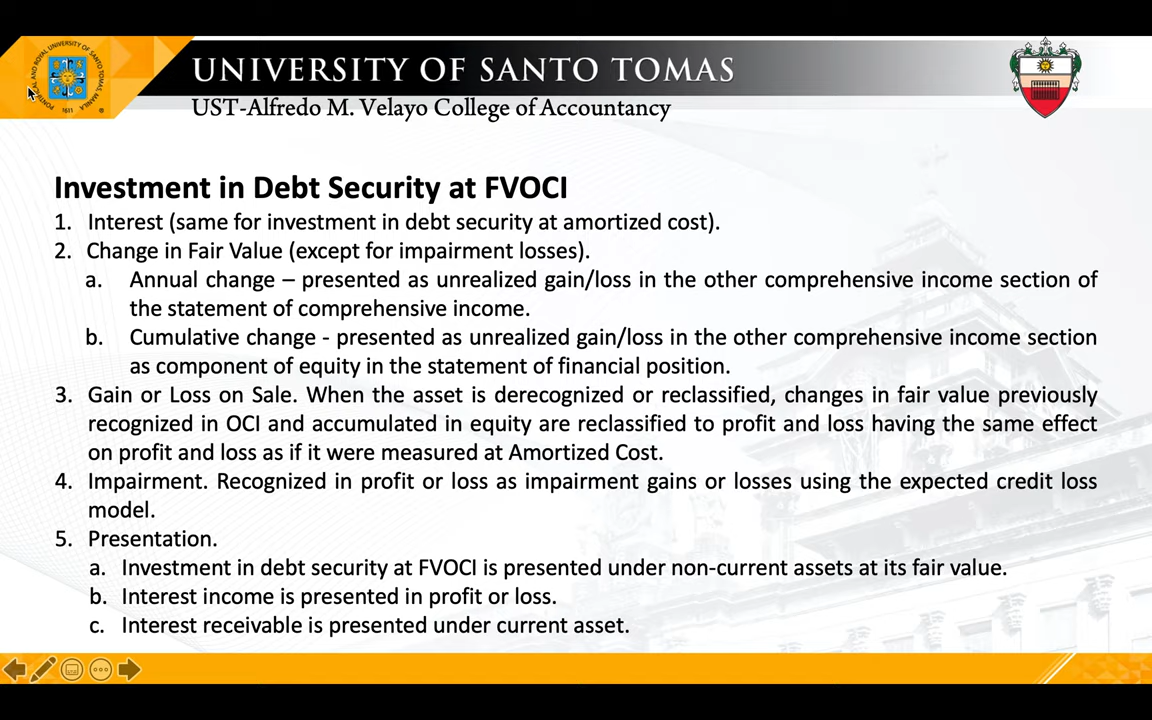 PONTIFICAL AND ROYAL UNIVERSITY OF SANTO TOMAS MANILA
1611
UNIVERSITY OF SANTO TOMAS
UST-Alfredo M. Velayo College of Accountancy
Investment in Debt Security at FVOCI
1. Interest (same for investment in debt security at amortized cost).
2. Change in Fair Value (except for impairment losses).
a. Annual change – presented as unrealized gain/loss in the other comprehensive income section of
the statement of comprehensive income.
b. Cumulative change - presented as unrealized gain/loss in the other comprehensive income section
as component of equity in the statement of financial position.
3. Gain or Loss on Sale. When the asset is derecognized or reclassified, changes in fair value previously
recognized in OCI and accumulated in equity are reclassified to profit and loss having the same effect
on profit and loss as if it were measured at Amortized Cost.
4. Impairment. Recognized in profit or loss as impairment gains or losses using the expected credit loss
model.
5. Presentation.
a. Investment in debt security at FVOCI is presented under non-current assets at its fair value.
b. Interest income is presented in profit or loss.
c. Interest receivable is presented under current asset.